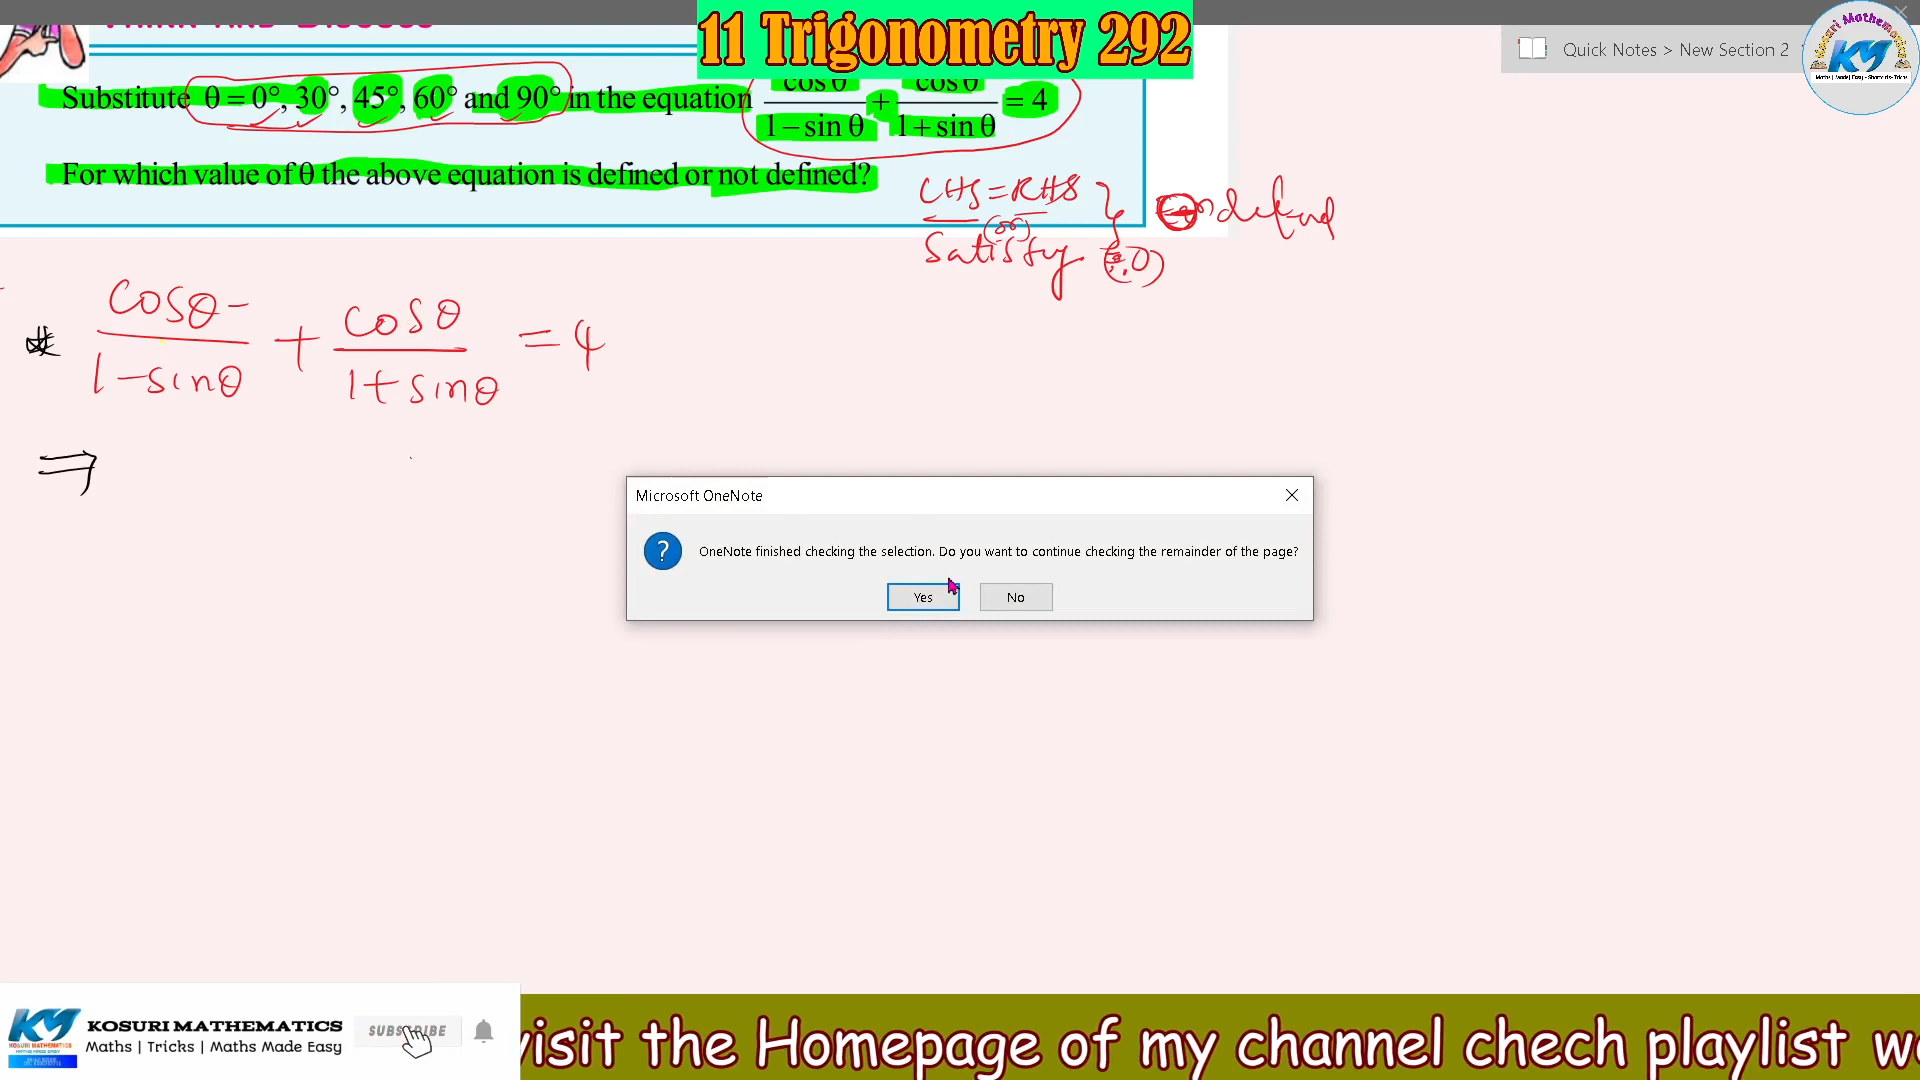 11 Trigonometry 292
Quick Notes > New Section 2
Substitute θ = 0°, 30°, 45°, 60° and 90° in the equation cosθ / 1 − sin θ + cosθ / 1 + sin θ = 4
For which value of θ the above equation is defined or not defined?
LHS = RHS
(or)
Satisfy
cosθ / 1 − sinθ + cosθ / 1 + sinθ = 4
⇒
Microsoft OneNote
OneNote finished checking the selection. Do you want to continue checking the remainder of the page?
Yes No
KOSURI MATHEMATICS
Maths | Tricks | Maths Made Easy
SUBSCRIBE
visit the Homepage of my channel chech playlist